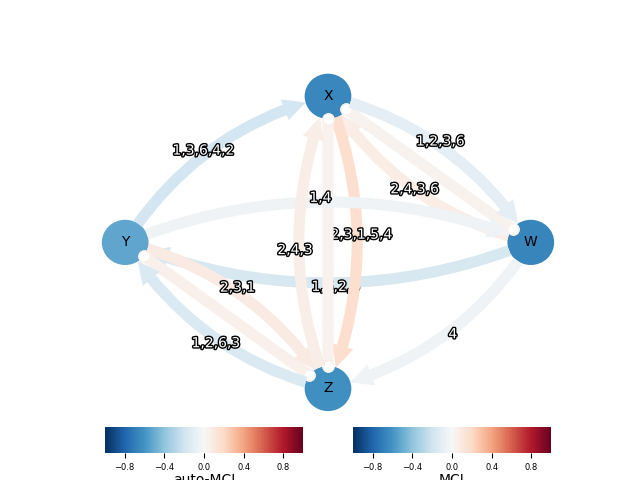 X
1,2,3,6
1,3,6,4,2
2,4,3,6
1,4
2,3,1,5,4
Y
W
2,4,3
2,3,1
1,2,6,3
4
Z
−0.8 −0.4 0.0 0.4 0.8
−0.8 −0.4 0.0 0.4 0.8
auto-MCI
MCI